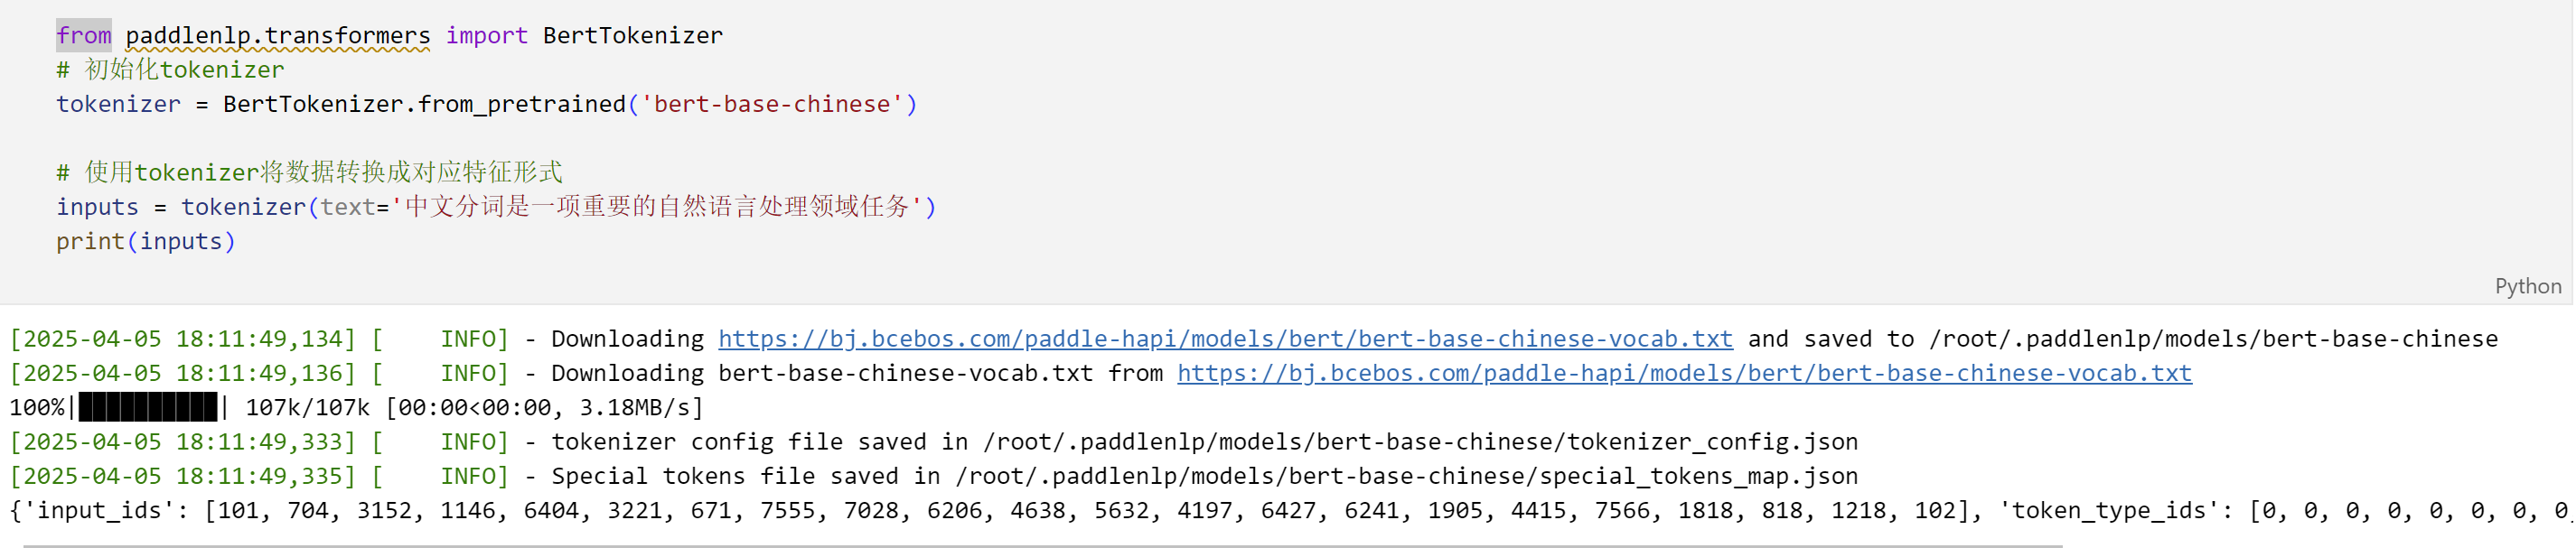 from paddlenlp.transformers import BertTokenizer
# 初始化tokenizer
tokenizer = BertTokenizer.from_pretrained('bert-base-chinese')
# 使用tokenizer将数据转换成对应特征形式
inputs = tokenizer(text='中文分词是一项重要的自然语言处理领域任务')
print(inputs)
Python
[2025-04-05 18:11:49,134] [    INFO] - Downloading https://bj.bcebos.com/paddle-hapi/models/bert/bert-base-chinese-vocab.txt and saved to /root/.paddlenlp/models/bert-base-chinese
[2025-04-05 18:11:49,136] [    INFO] - Downloading bert-base-chinese-vocab.txt from https://bj.bcebos.com/paddle-hapi/models/bert/bert-base-chinese-vocab.txt
100%|██████████| 107k/107k [00:00<00:00, 3.18MB/s]
[2025-04-05 18:11:49,333] [    INFO] - tokenizer config file saved in /root/.paddlenlp/models/bert-base-chinese/tokenizer_config.json
[2025-04-05 18:11:49,335] [    INFO] - Special tokens file saved in /root/.paddlenlp/models/bert-base-chinese/special_tokens_map.json
{'input_ids': [101, 704, 3152, 1146, 6404, 3221, 671, 7555, 7028, 6206, 4638, 5632, 4197, 6427, 6241, 1905, 4415, 7566, 1818, 818, 1218, 102], 'token_type_ids': [0, 0, 0, 0, 0, 0, 0, 0,